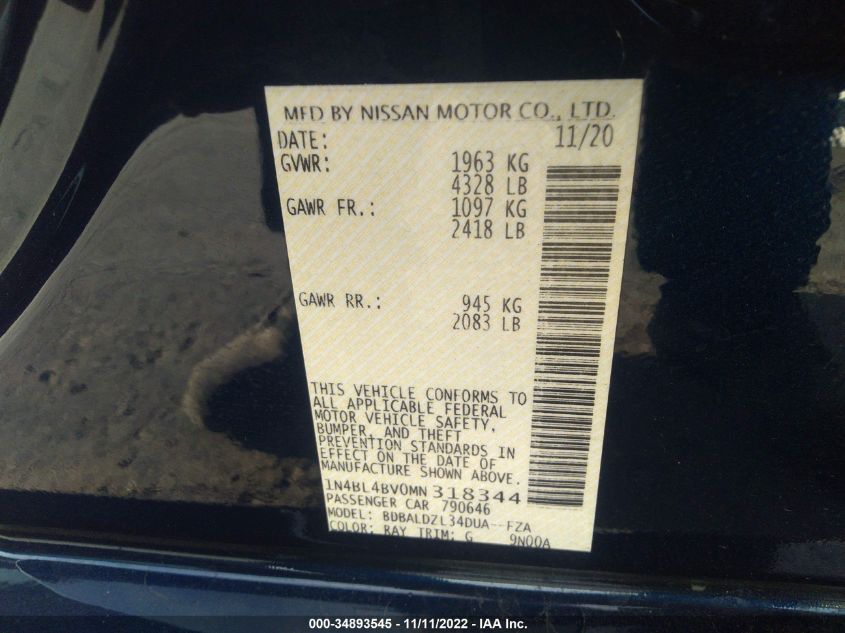 MFD BY NISSAN MOTOR CO., LTD.
DATE: 11/20
GVWR: 1963 KG
4328 LB
GAWR FR.: 1097 KG
2418 LB
GAWR RR.: 945 KG
2083 LB
THIS VEHICLE CONFORMS TO
ALL APPLICABLE FEDERAL
MOTOR VEHICLE SAFETY,
BUMPER, AND THEFT
PREVENTION STANDARDS IN
EFFECT ON THE DATE OF
MANUFACTURE SHOWN ABOVE.
1N4BL4BV0MN318344
PASSENGER CAR 790646
MODEL: BDBALDZL34DUA--FZA
COLOR: RAY TRIM: G 9N00A
000-34893545 - 11/11/2022 - IAA Inc.